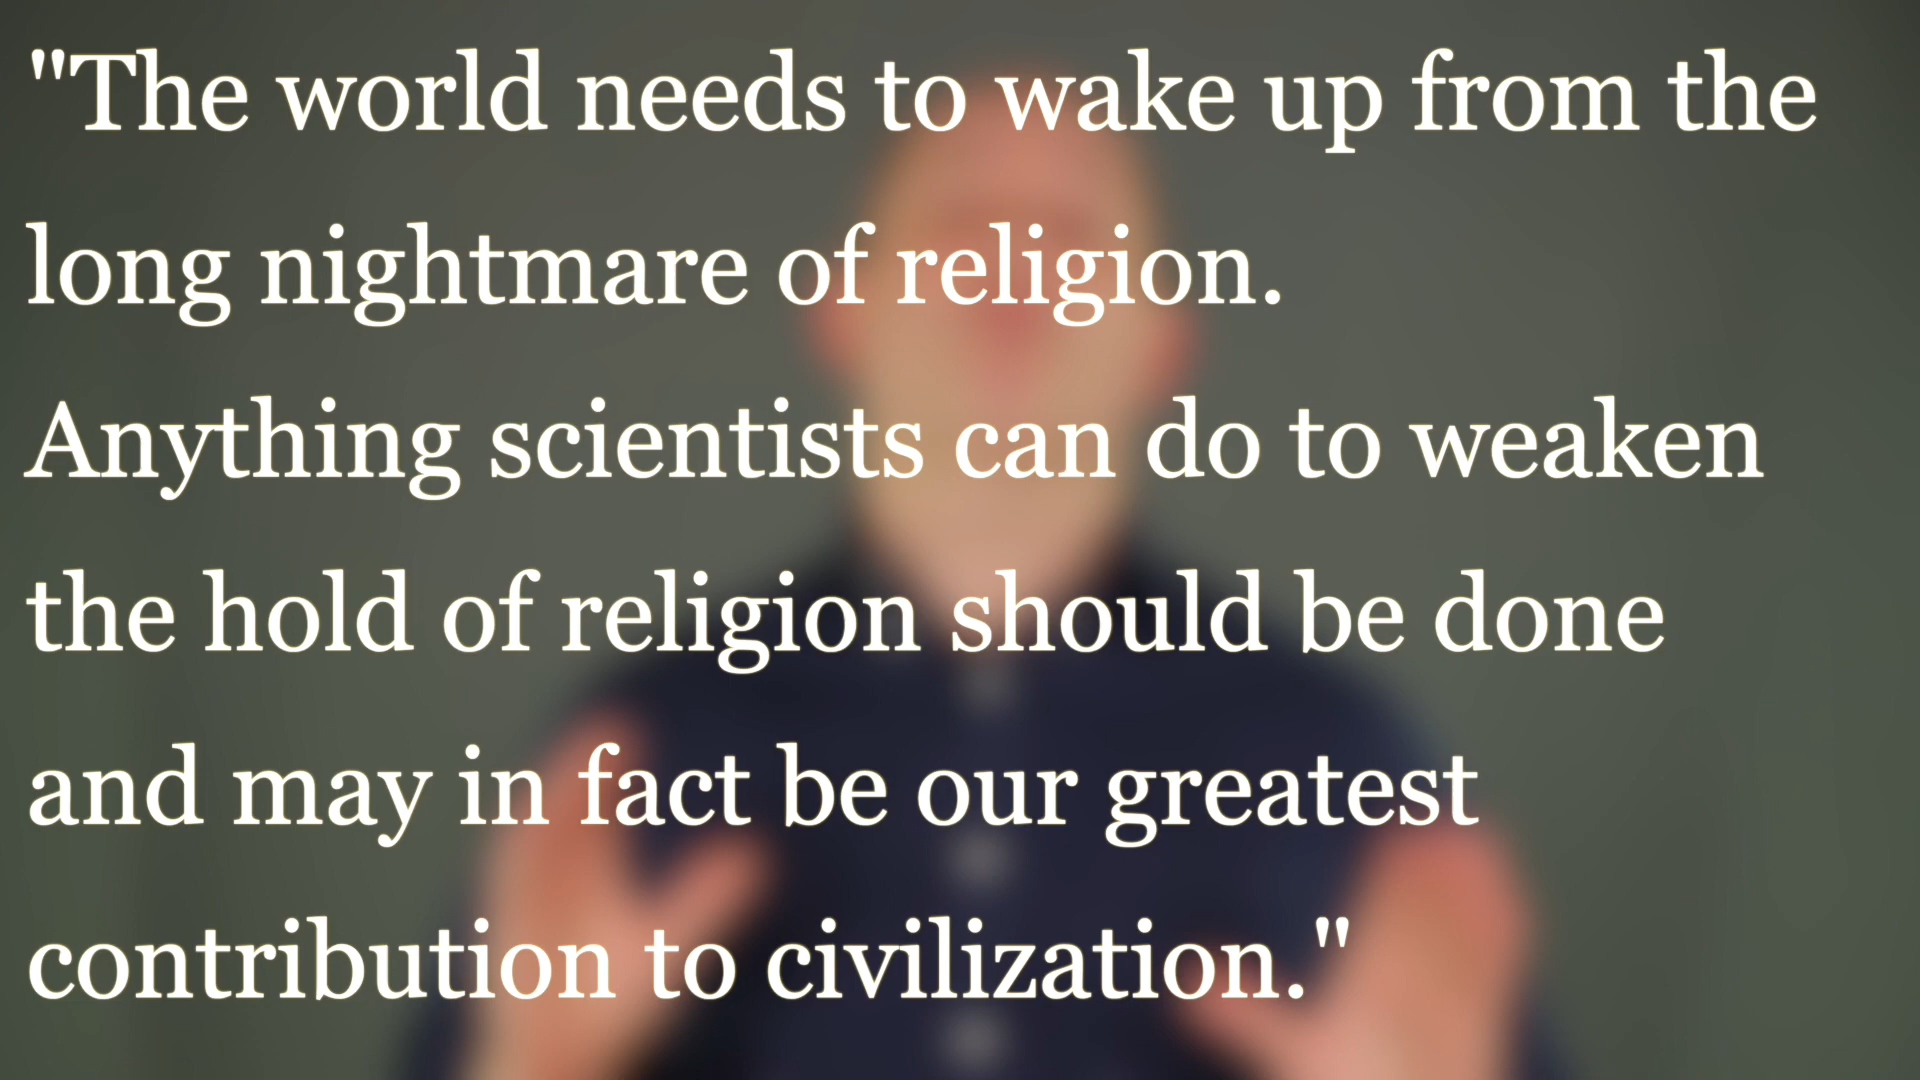 "The world needs to wake up from the
long nightmare of religion.
Anything scientists can do to weaken
the hold of religion should be done
and may in fact be our greatest
contribution to civilization."